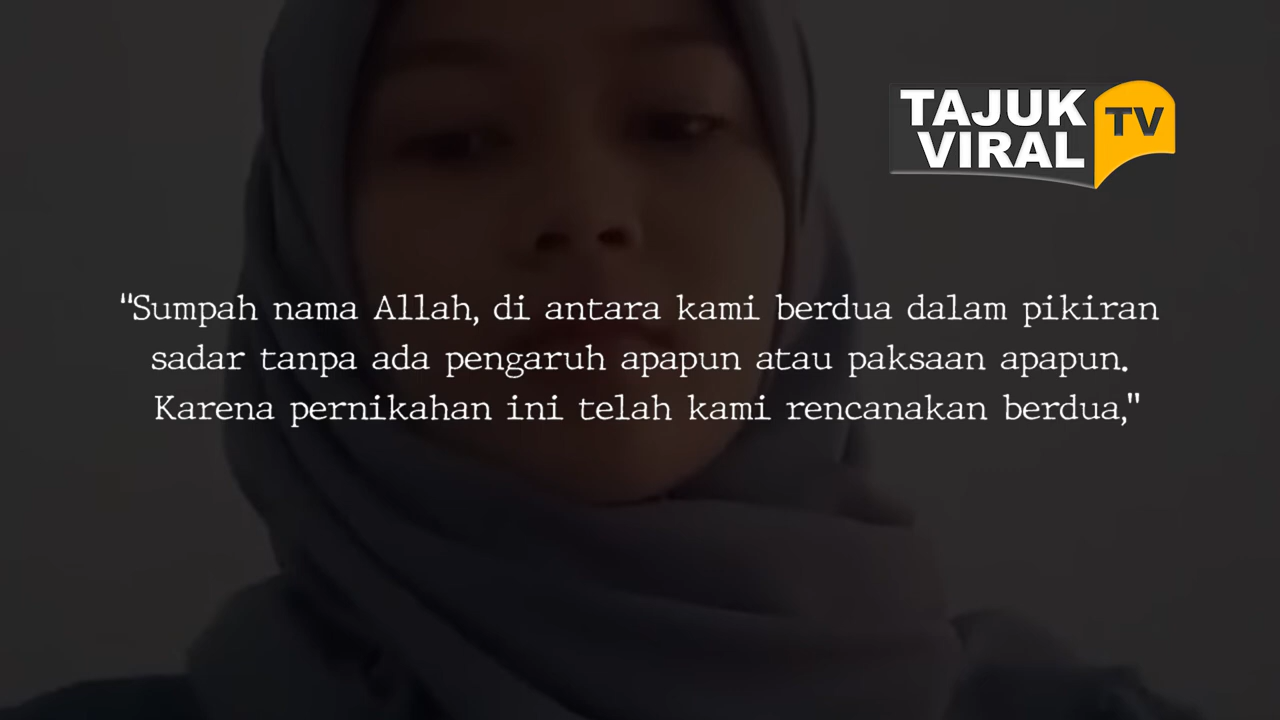 TAJUK
VIRAL
TV
"Sumpah nama Allah, di antara kami berdua dalam pikiran
sadar tanpa ada pengaruh apapun atau paksaan apapun.
Karena pernikahan ini telah kami rencanakan berdua,"